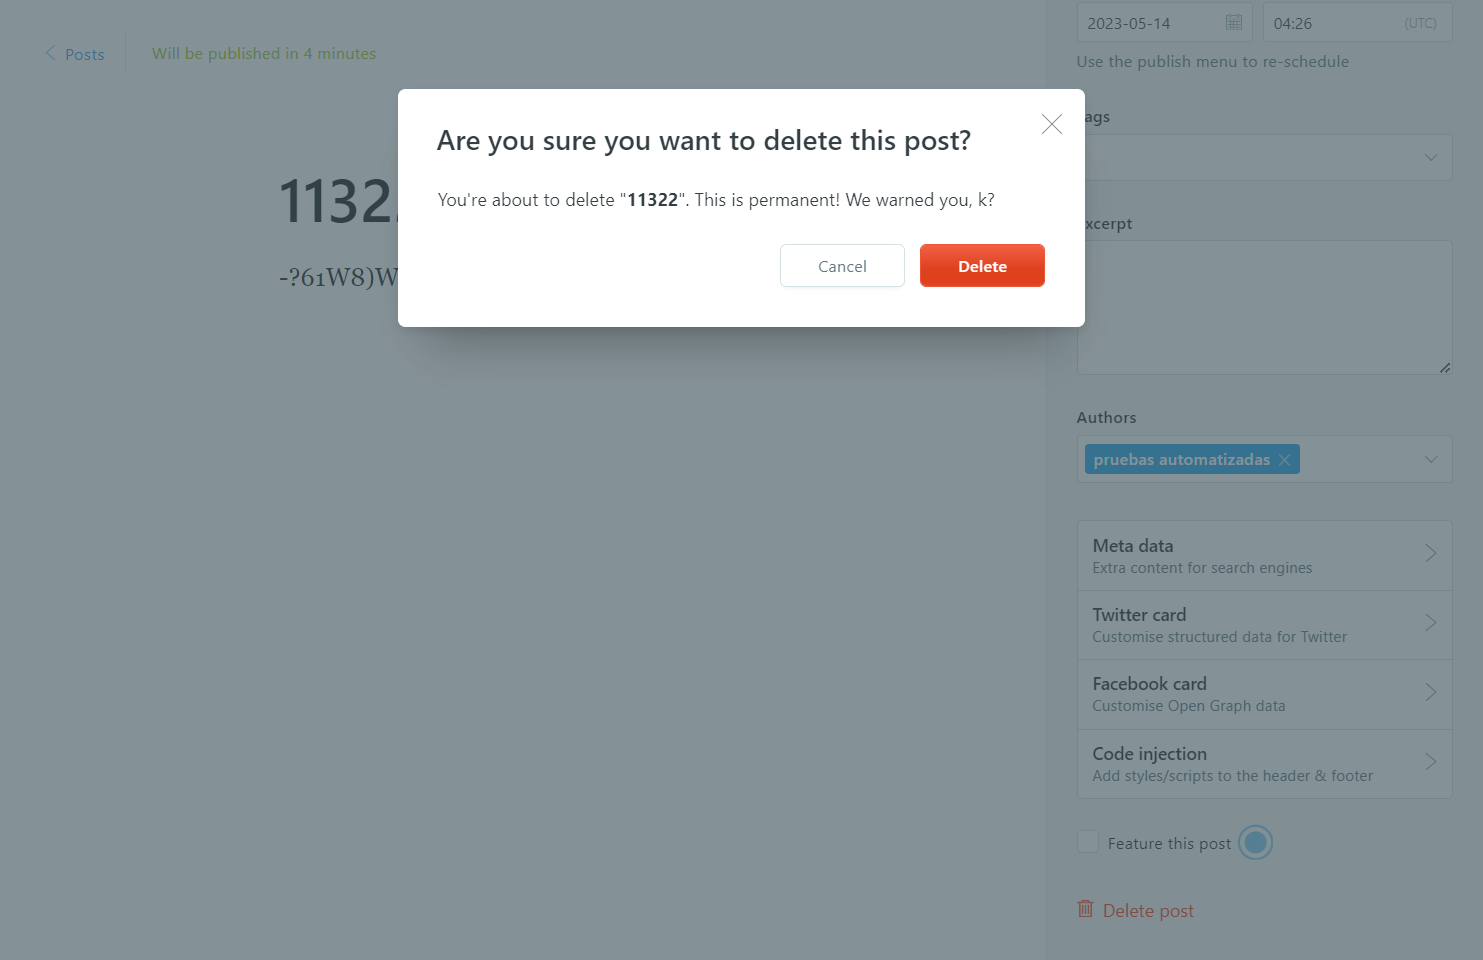 Posts
Will be published in 4 minutes
2023-05-14
04:26
(UTC)
Use the publish menu to re-schedule
Are you sure you want to delete this post?
You're about to delete "11322". This is permanent! We warned you, k?
Cancel
Delete
1132
-?61W8)W
ags
xcerpt
Authors
pruebas automatizadas
Meta data
Extra content for search engines
Twitter card
Customise structured data for Twitter
Facebook card
Customise Open Graph data
Code injection
Add styles/scripts to the header & footer
Feature this post
Delete post